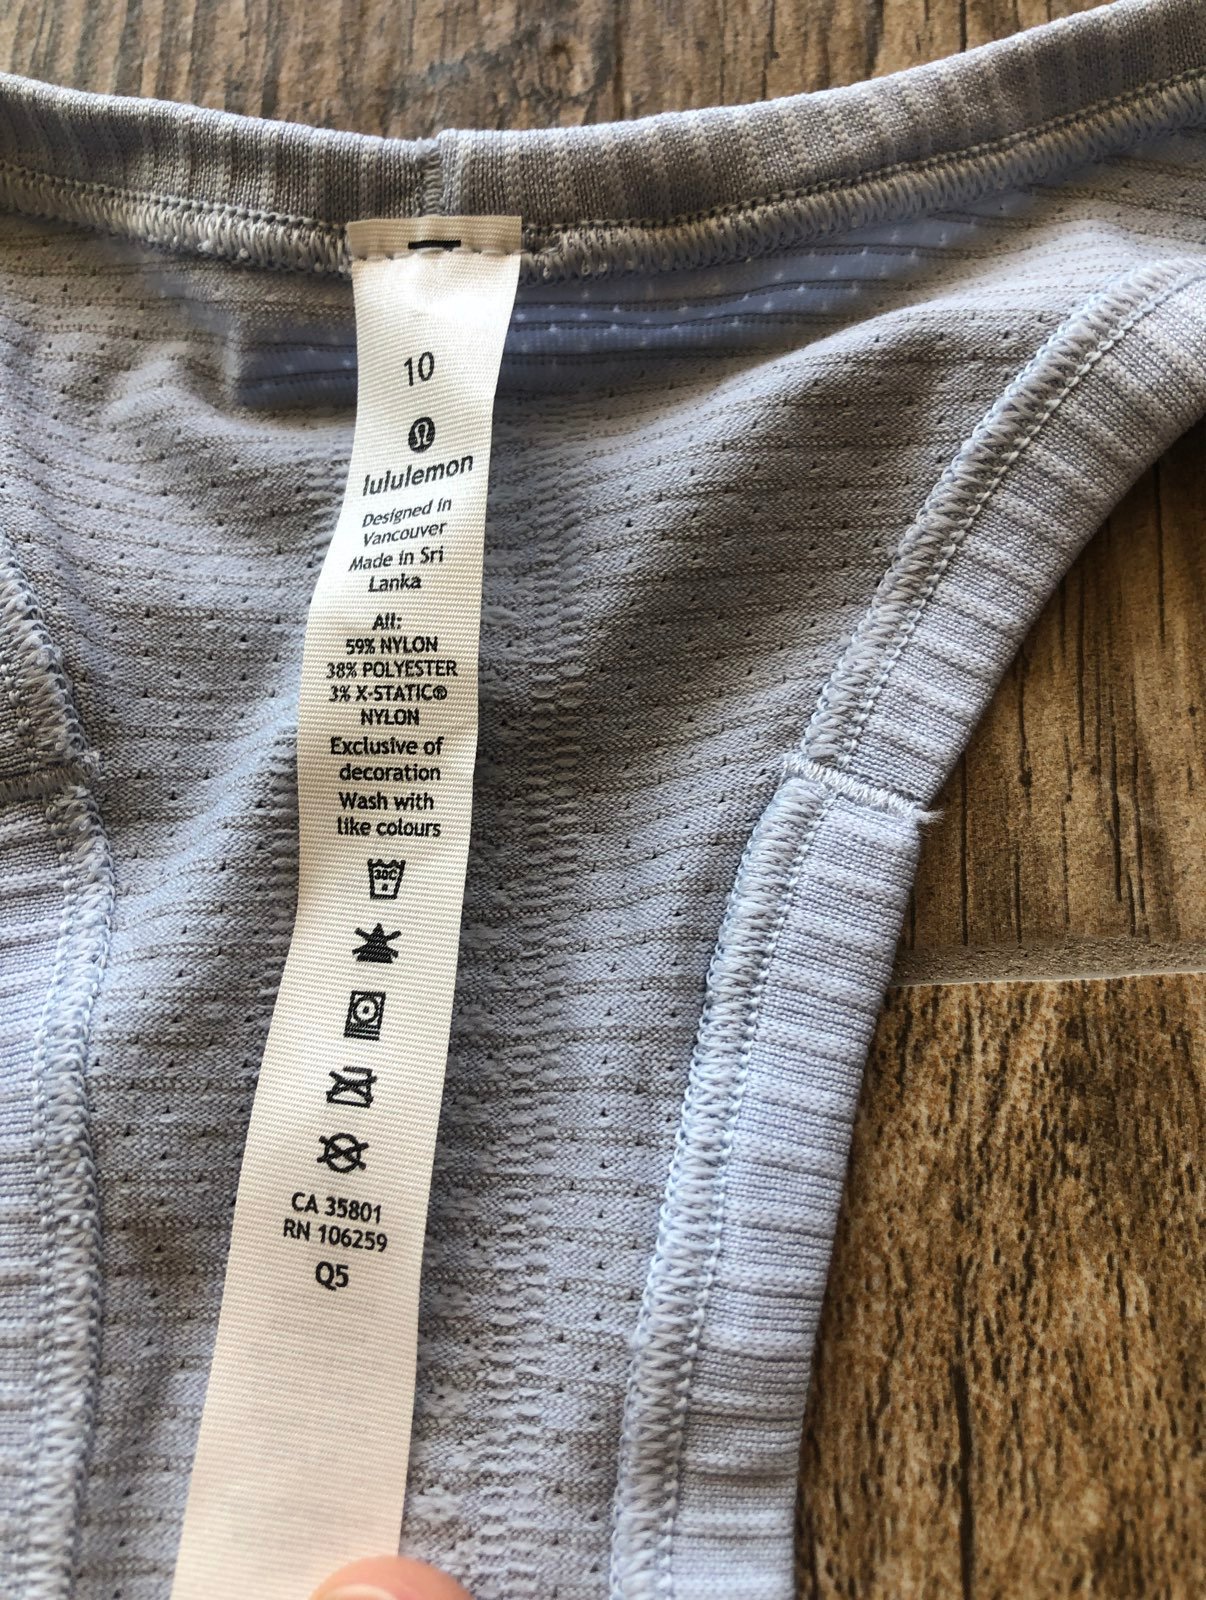 10
lululemon
Designed in
Vancouver
Made in Sri
Lanka
All:
59% NYLON
38% POLYESTER
3% X-STATIC®
NYLON
Exclusive of
decoration
Wash with
like colours
30C
CA 35801
RN 106259
Q5